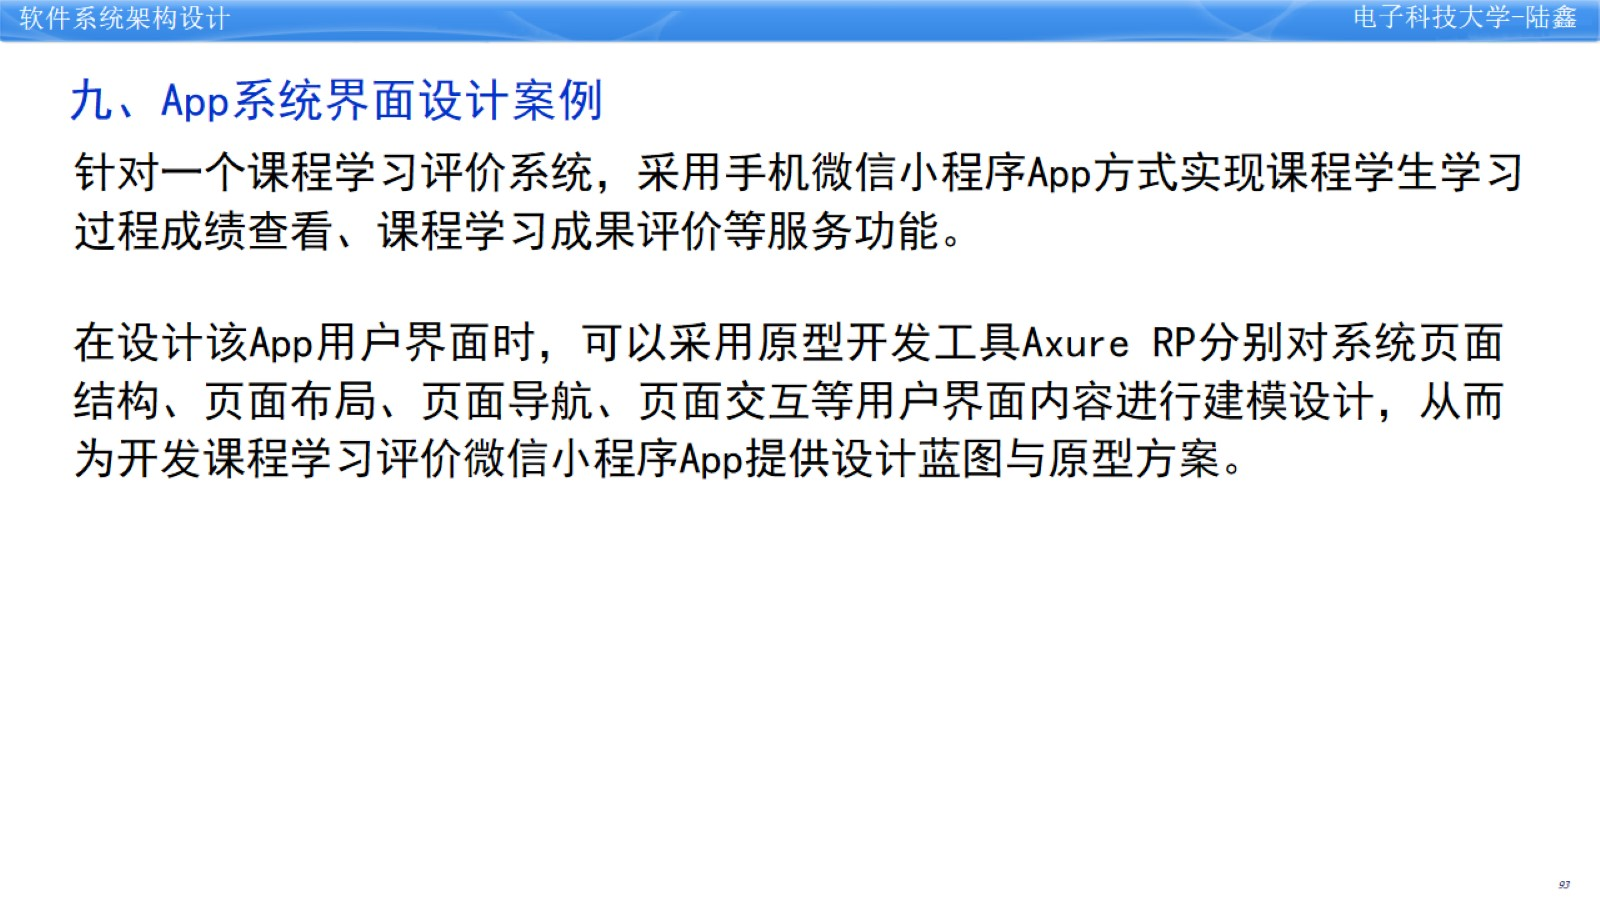 软件系统架构设计
电子科技大学-陆鑫
九、App系统界面设计案例
针对一个课程学习评价系统，采用手机微信小程序App方式实现课程学生学习
过程成绩查看、课程学习成果评价等服务功能。
在设计该App用户界面时，可以采用原型开发工具Axure RP分别对系统页面
结构、页面布局、页面导航、页面交互等用户界面内容进行建模设计，从而
为开发课程学习评价微信小程序App提供设计蓝图与原型方案。
93